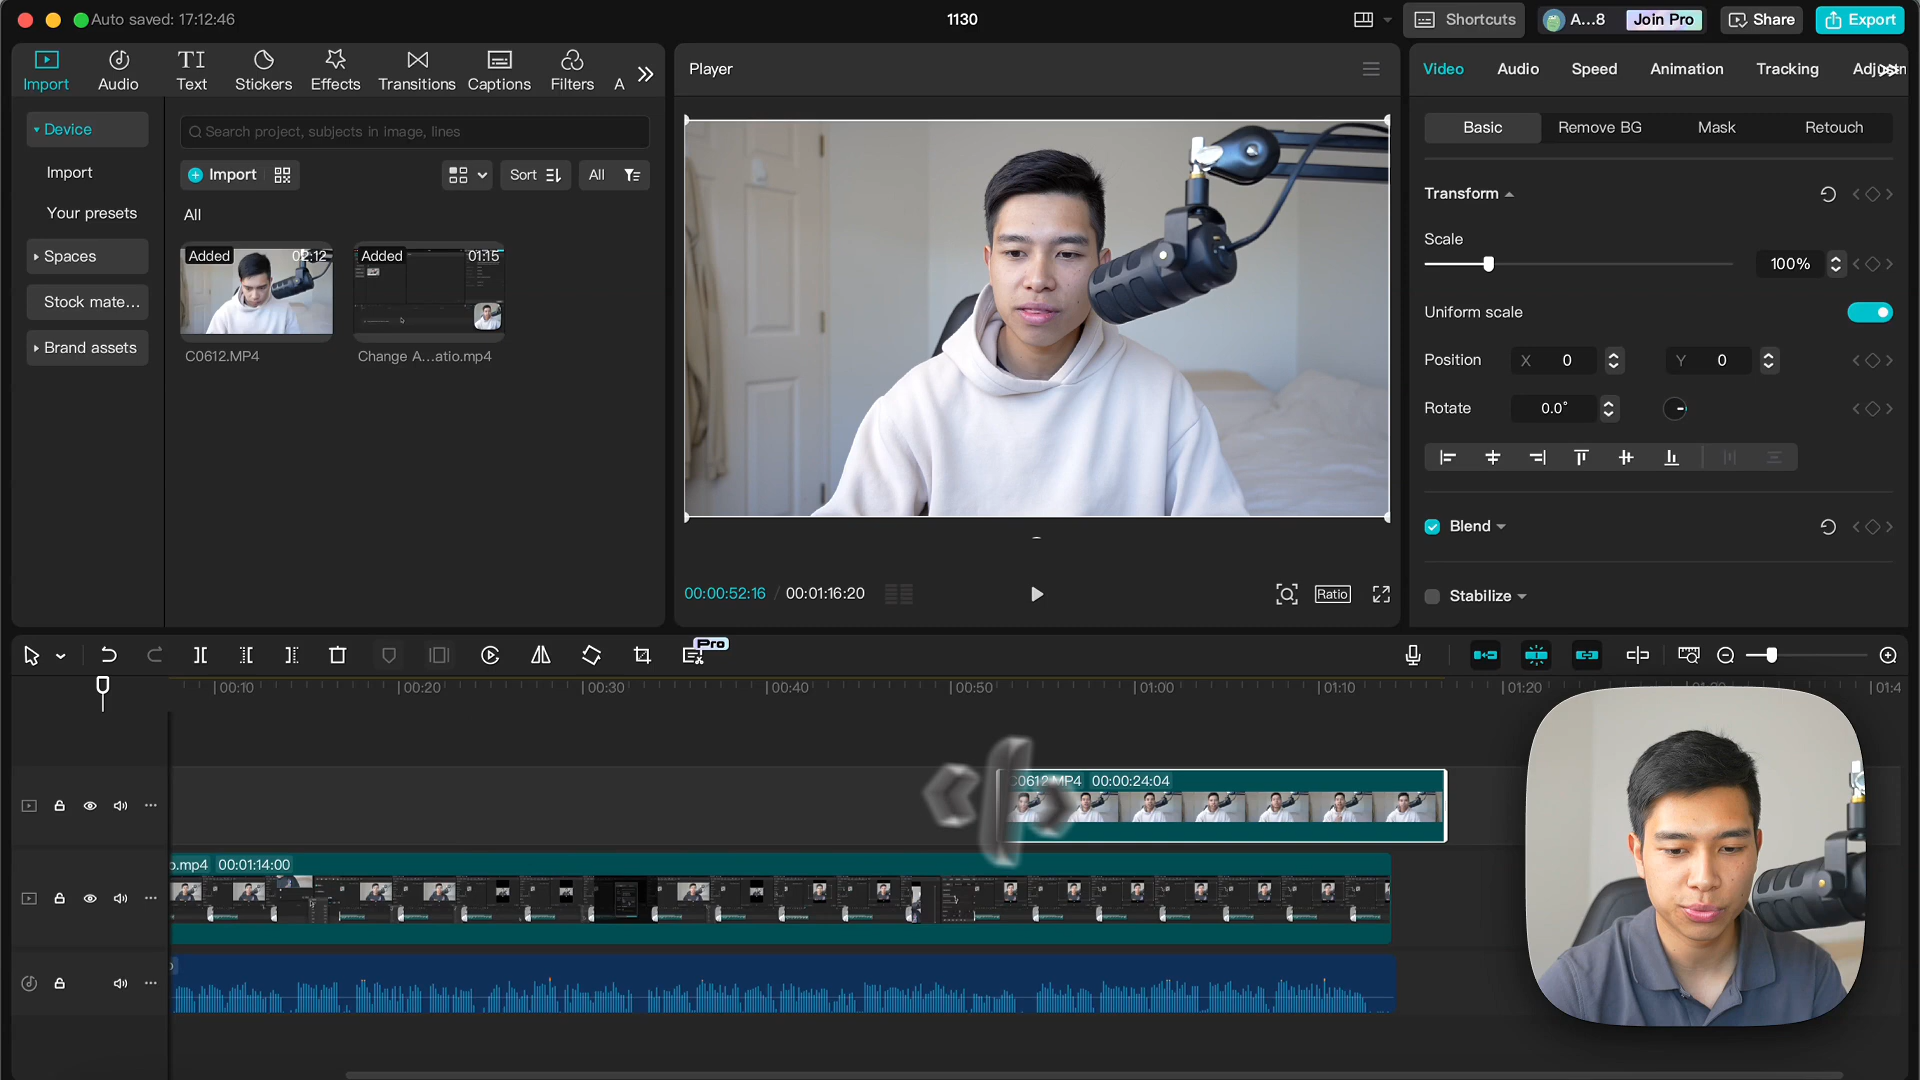 Auto saved: 17:12:46
1130
Shortcuts
A...8
Join Pro
Share
Export
Import
Audio
Text
Stickers
Effects
Transitions
Captions
Filters
A
Player
Video
Audio
Speed
Animation
Tracking
Device
Import
Your presets
Spaces
Stock mate...
Brand assets
Search project, subjects in image, lines
Import
Sort
All
All
Added
02:12
C0612.MP4
Added
01:15
Change A...atio.mp4
00:00:52:16 / 00:01:16:20
Ratio
Basic
Remove BG
Mask
Retouch
Transform
Scale
100%
Uniform scale
Position
X 0
Y 0
Rotate
0.0°
Blend
Stabilize
Pro
00:10
00:20
00:30
00:40
00:50
01:00
01:10
01:20
01:4
C0612.MP4 00:00:24:04
o.mp4 00:01:14:00